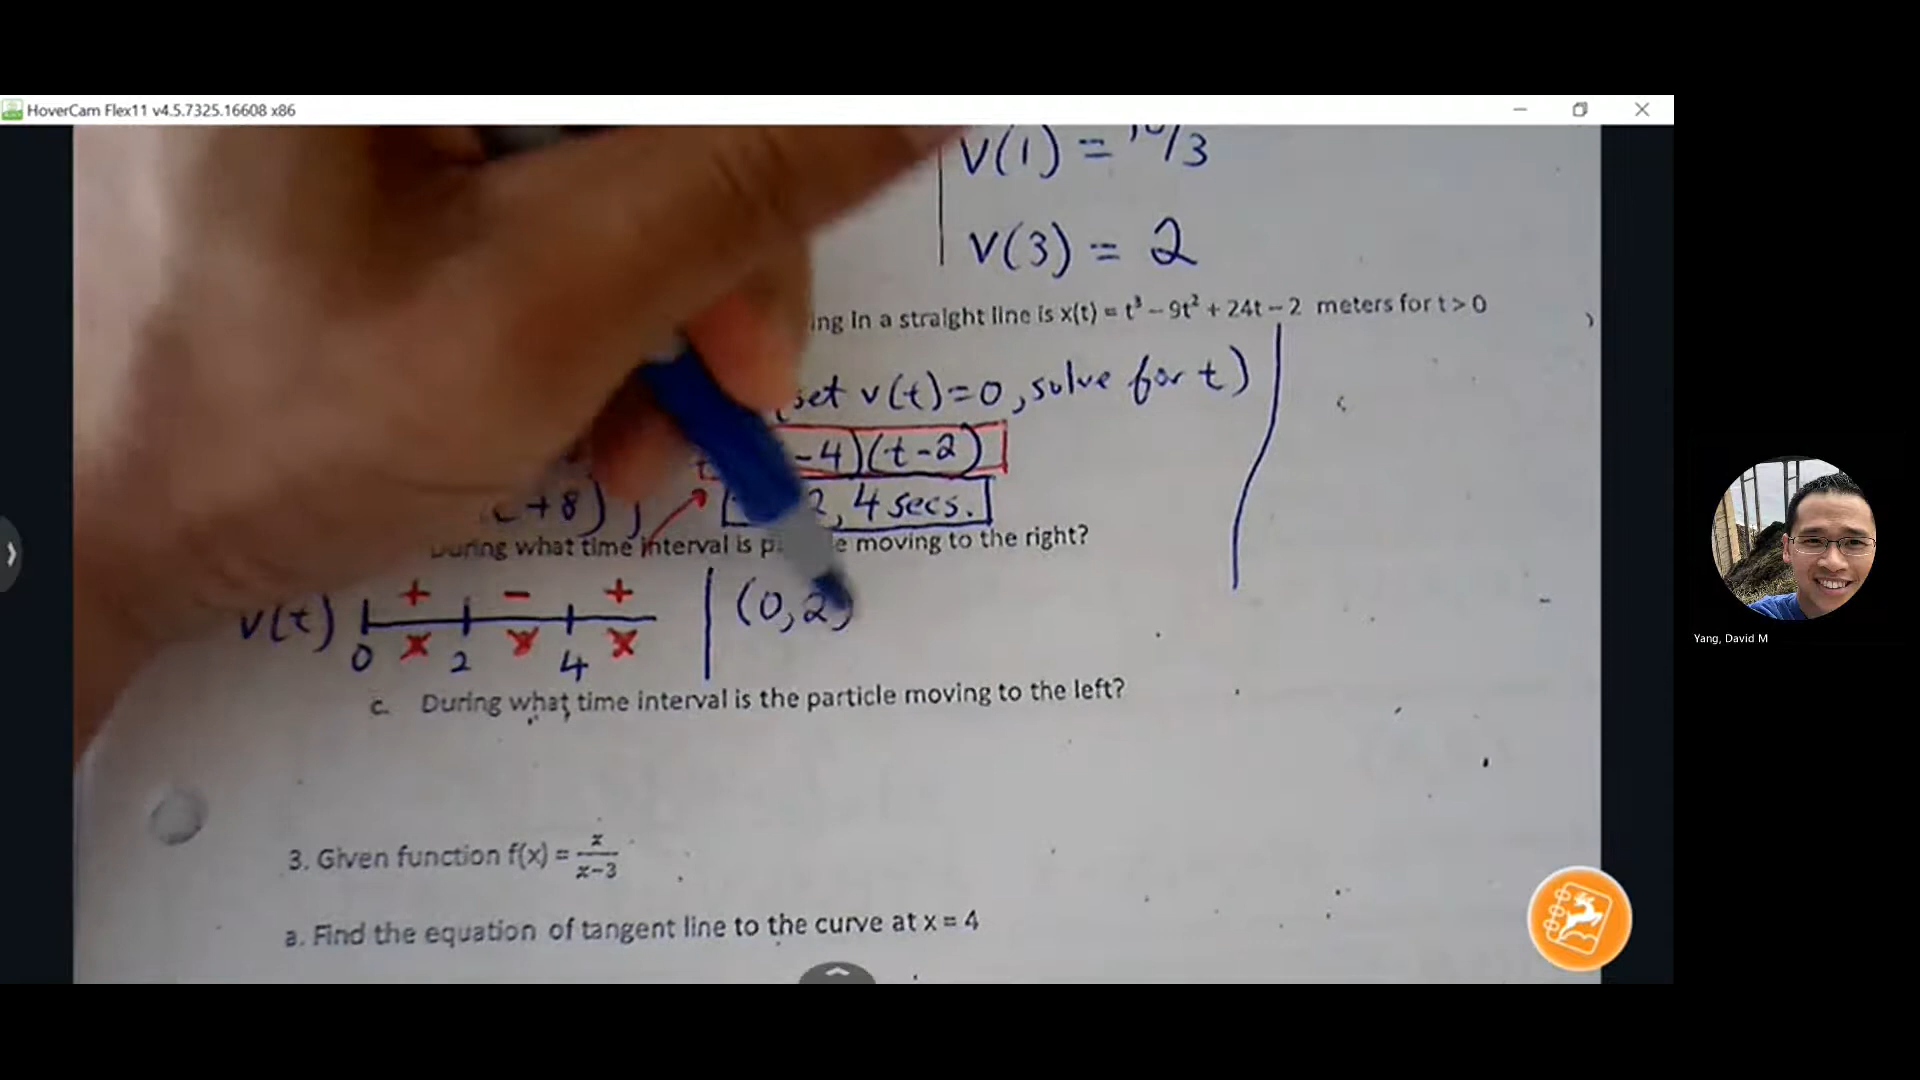 HoverCam Flex11 v4.5.7325.16608 x86
v(1) = 10/3
v(3) = 2
ing in a straight line is x(t) = t³ – 9t² + 24t – 2 meters for t > 0
set v(t)=0, solve for t)
-4)(t-2)
+8)
2, 4 secs.
During what time interval is moving to the right?
v(t) + - +
0 2 4
(0,2)
c. During what time interval is the particle moving to the left?
3. Given function f(x) = x/x–3
a. Find the equation of tangent line to the curve at x = 4
Yang, David M